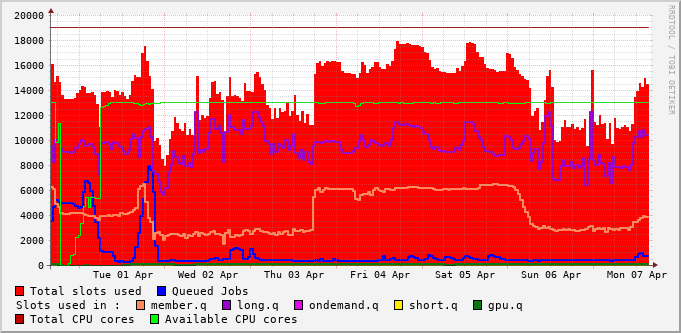 RRDTOOL / TOBI OETIKER
20000
18000
16000
14000
12000
10000
8000
6000
4000
2000
0
Tue 01 Apr Wed 02 Apr Thu 03 Apr Fri 04 Apr Sat 05 Apr Sun 06 Apr Mon 07 Apr
Total slots used Queued Jobs
Slots used in : member.q long.q ondemand.q short.q gpu.q
Total CPU cores Available CPU cores